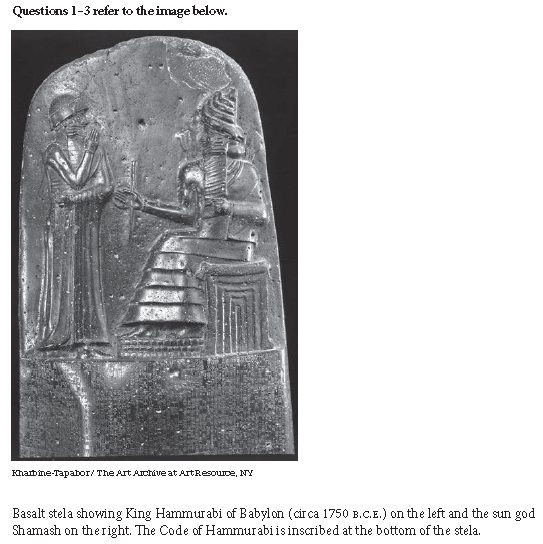 Questions 1–3 refer to the image below.
Kharbine-Tapabor / The Art Archive at Art Resource, NY
Basalt stela showing King Hammurabi of Babylon (circa 1750 B.C.E.) on the left and the sun god
Shamash on the right. The Code of Hammurabi is inscribed at the bottom of the stela.